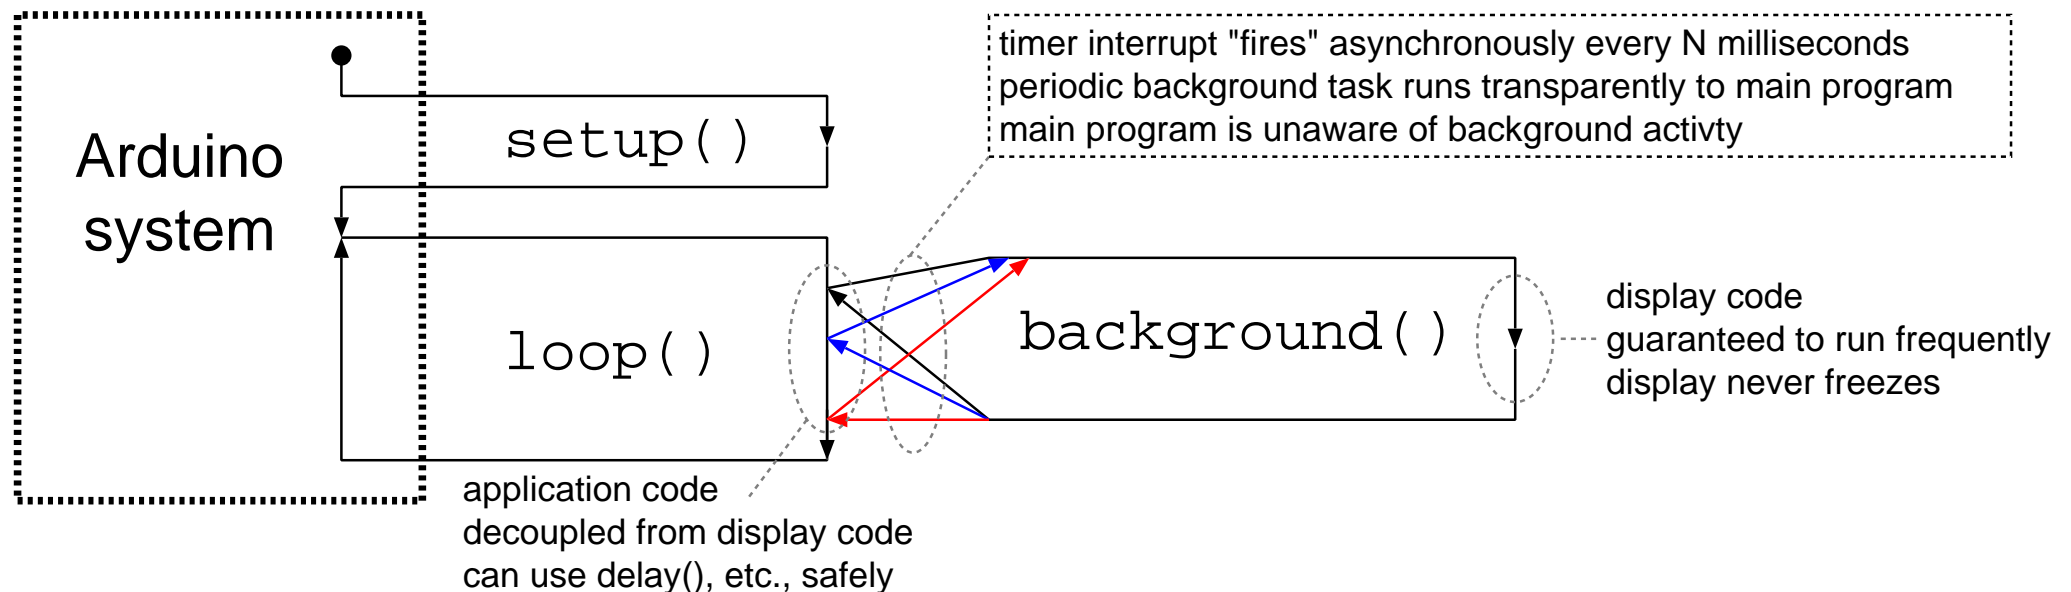 Arduino
system
setup()
timer interrupt "fires" asynchronously every N milliseconds
periodic background task runs transparently to main program
main program is unaware of background activty
loop()
background()
display code
guaranteed to run frequently
display never freezes
application code
decoupled from display code
can use delay(), etc., safely